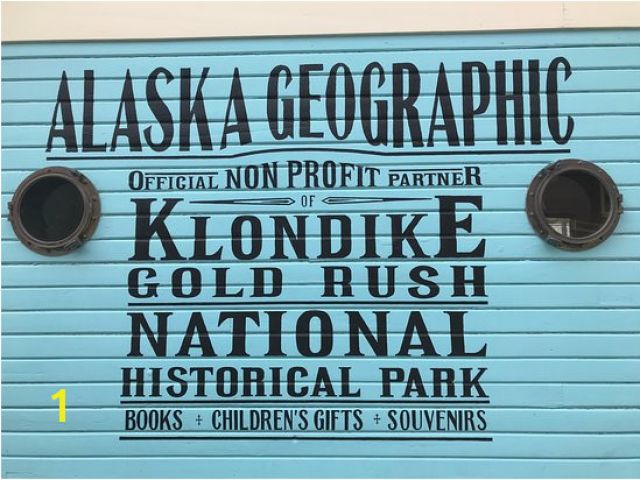 ALASKA GEOGRAPHIC
OFFICIAL NON PROFIT PARTNER
OF
KLONDIKE
GOLD RUSH
NATIONAL
HISTORICAL PARK
1
BOOKS + CHILDREN'S GIFTS + SOUVENIRS